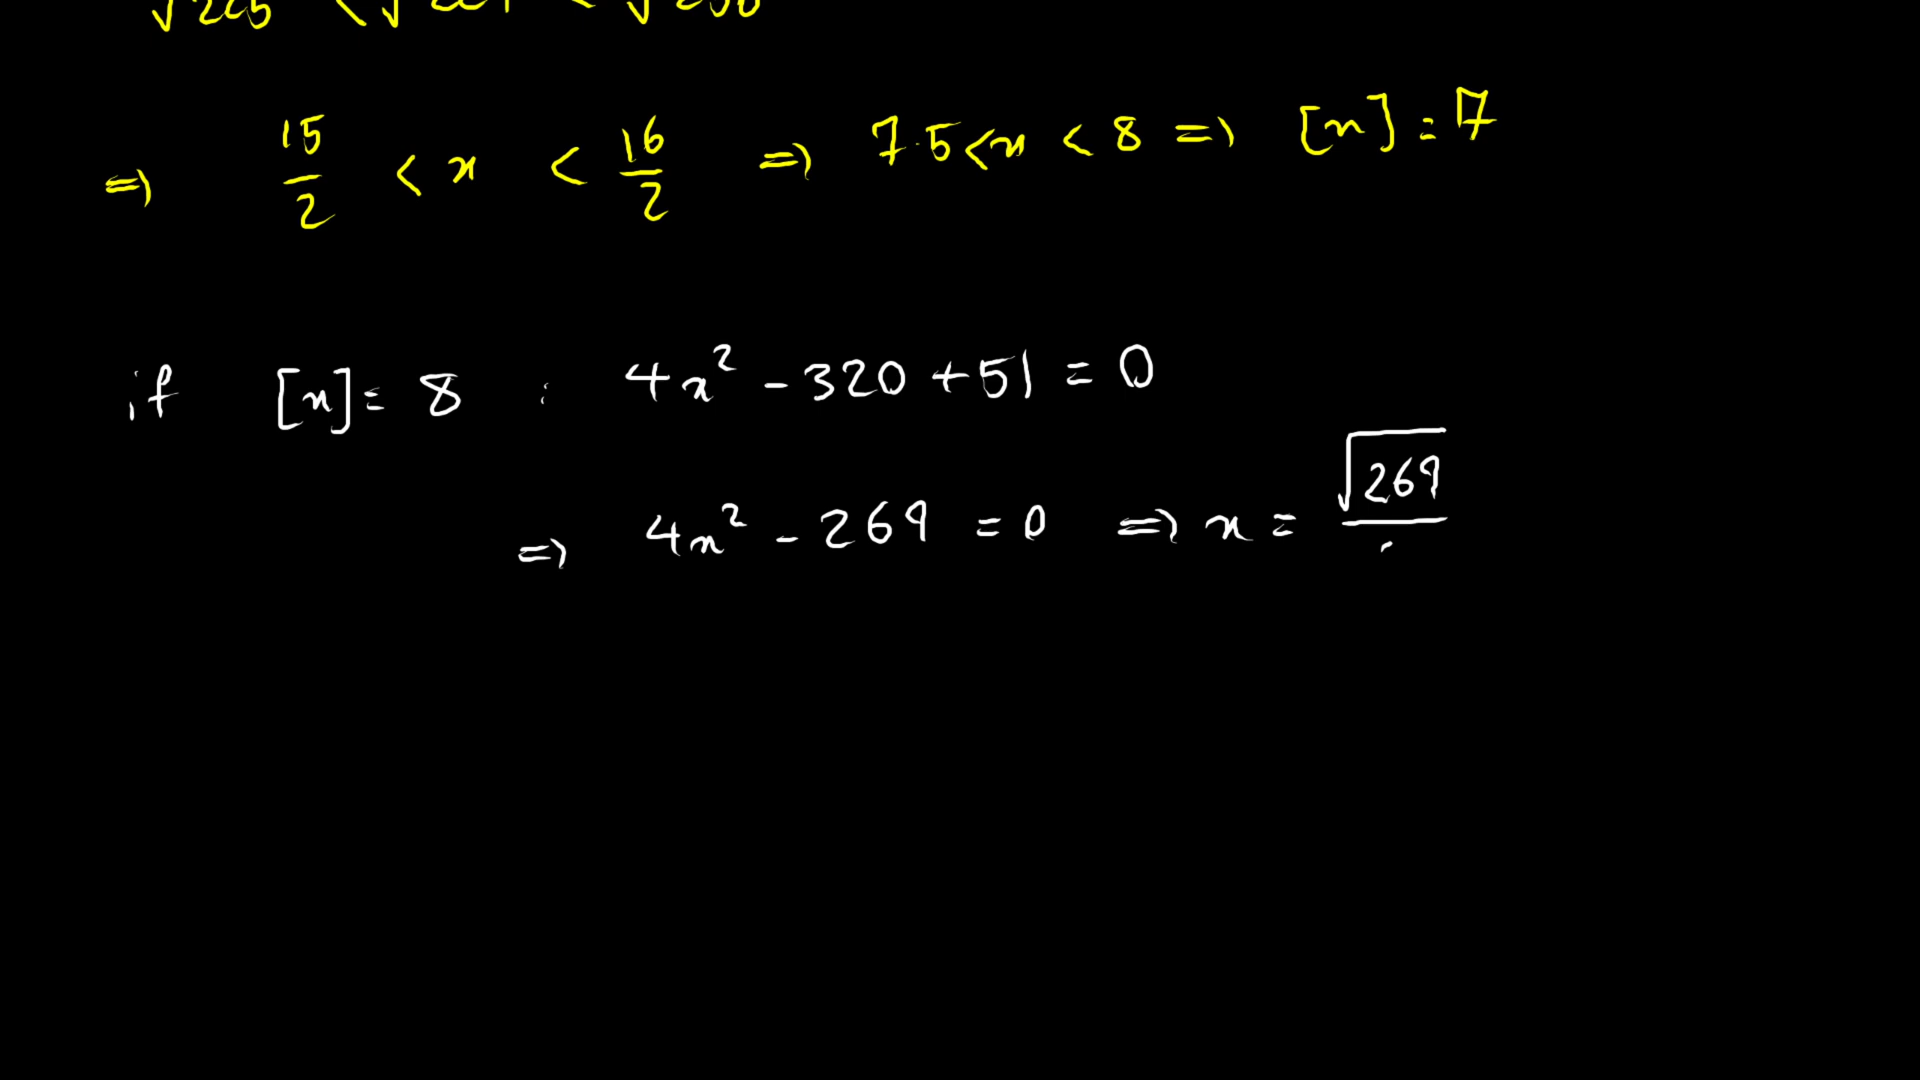 ⇒ 15/2 < x < 16/2 ⇒ 7.5 < x < 8 ⇒ [x] = 7
if [x] = 8 : 4x² - 320 + 51 = 0
⇒ 4x² - 269 = 0 ⇒ x = √269